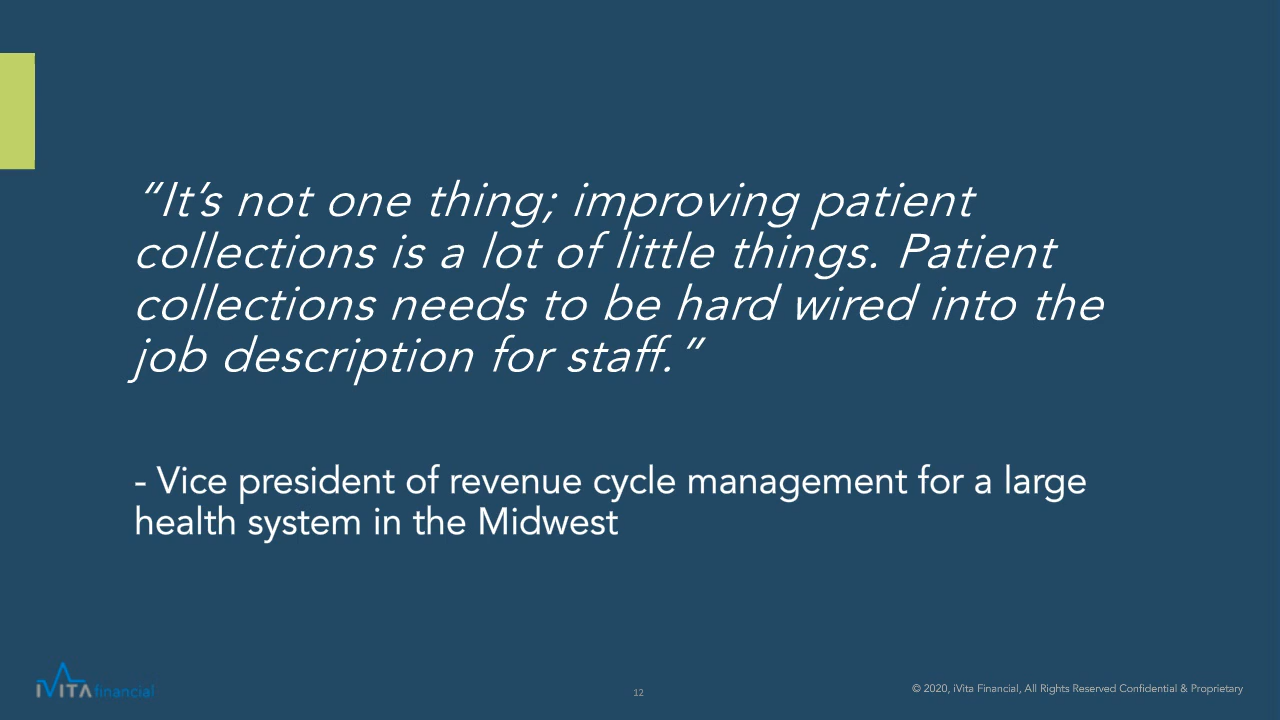 “It’s not one thing; improving patient
collections is a lot of little things. Patient
collections needs to be hard wired into the
job description for staff.”
- Vice president of revenue cycle management for a large
health system in the Midwest
iVITA financial
12
© 2020, iVita Financial, All Rights Reserved Confidential & Proprietary